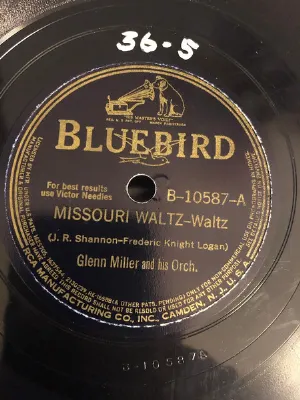 36-5
"HIS MASTER'S VOICE"
BLUEBIRD
For best results
use Victor Needles
B-10587-A
MISSOURI WALTZ-Waltz
(J. R. Shannon-Frederic Knight Logan)
Glenn Miller and his Orch.
RCA MANUFACTURING CO., INC., CAMDEN, N. J., U. S. A.